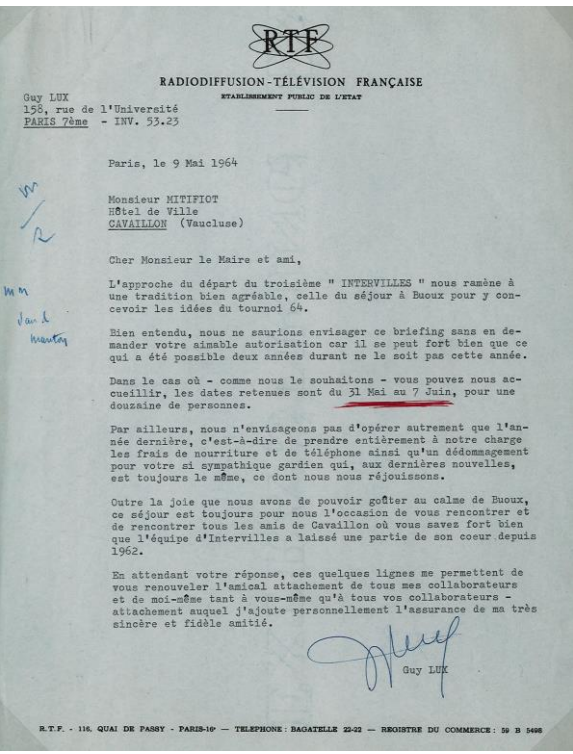 RTF
RADIODIFFUSION-TÉLÉVISION FRANÇAISE
ETABLISSEMENT PUBLIC DE L'ETAT
Guy LUX
158, rue de l'Université
PARIS 7ème - INV. 53.23
Paris, le 9 Mai 1964
Monsieur MITIFIOT
Hôtel de Ville
CAVAILLON (Vaucluse)
Cher Monsieur le Maire et ami,
L'approche du départ du troisième " INTERVILLES " nous ramène à
une tradition bien agréable, celle du séjour à Buoux pour y con-
cevoir les idées du tournoi 64.
Bien entendu, nous ne saurions envisager ce briefing sans en de-
mander votre aimable autorisation car il se peut fort bien que ce
qui a été possible deux années durant ne le soit pas cette année.
Dans le cas où - comme nous le souhaitons - vous pouvez nous ac-
cueillir, les dates retenues sont du 31 Mai au 7 Juin, pour une
douzaine de personnes.
Par ailleurs, nous n'envisageons pas d'opérer autrement que l'an-
née dernière, c'est-à-dire de prendre entièrement à notre charge
les frais de nourriture et de téléphone ainsi qu'un dédommagement
pour votre si sympathique gardien qui, aux dernières nouvelles,
est toujours le même, ce dont nous nous réjouissons.
Outre la joie que nous avons de pouvoir goûter au calme de Buoux,
ce séjour est toujours pour nous l'occasion de vous rencontrer et
de rencontrer tous les amis de Cavaillon où vous savez fort bien
que l'équipe d'Intervilles a laissé une partie de son coeur depuis
1962.
En attendant votre réponse, ces quelques lignes me permettent de
vous renouveler l'amical attachement de tous mes collaborateurs
et de moi-même tant à vous-même qu'à tous vos collaborateurs -
attachement auquel j'ajoute personnellement l'assurance de ma très
sincère et fidèle amitié.
Guy LUX
R.T.F. - 116, QUAI DE PASSY - PARIS-16e — TELEPHONE : BAGATELLE 22-22 — REGISTRE DU COMMERCE : 59 B 5498